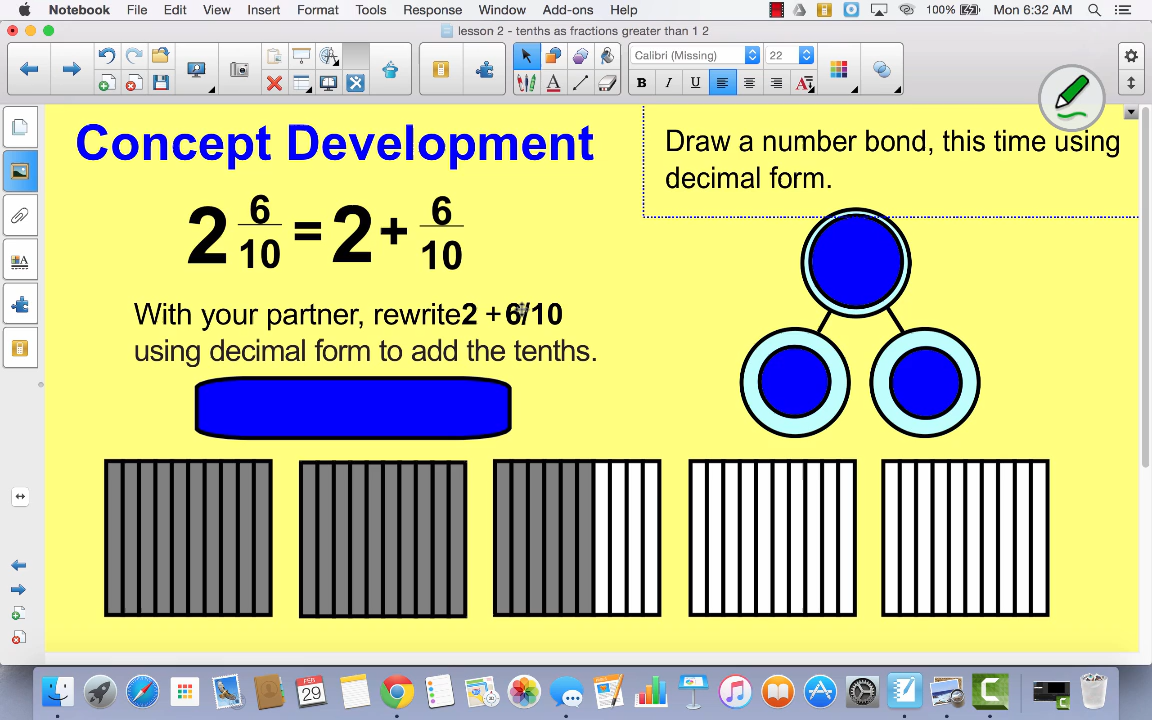 Notebook File Edit View Insert Format Tools Response Window Add-ons Help 100% Mon 6:32 AM
lesson 2 - tenths as fractions greater than 1 2
Calibri (Missing) 22
B I U
Concept Development
2 6/10 = 2 + 6/10
With your partner, rewrite 2 + 6/10
using decimal form to add the tenths.
Draw a number bond, this time using
decimal form.
FEB
29